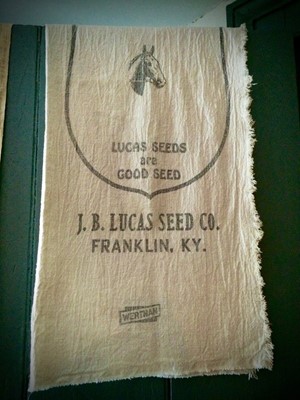 LUCAS SEEDS
are
GOOD SEED
J. B. LUCAS SEED CO.
FRANKLIN, KY.
WERTHAN